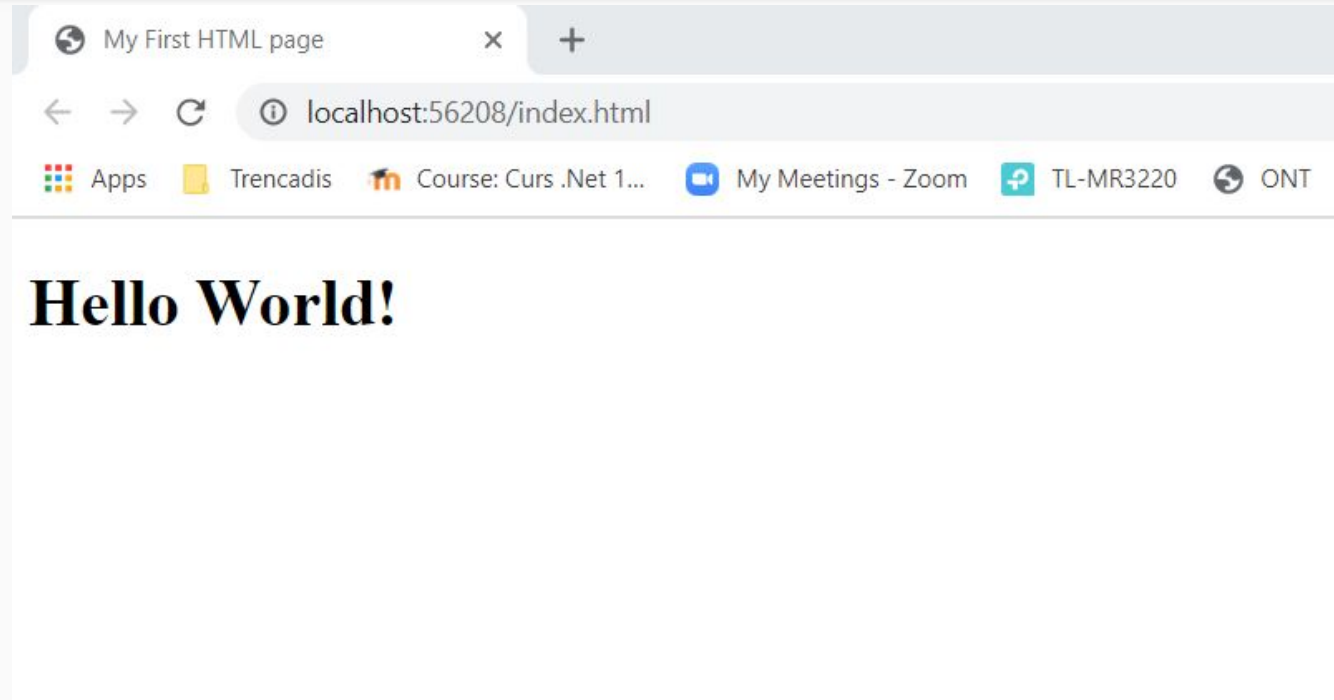 My First HTML page
localhost:56208/index.html
Apps Trencadis Course: Curs .Net 1... My Meetings - Zoom TL-MR3220 ONT
Hello World!